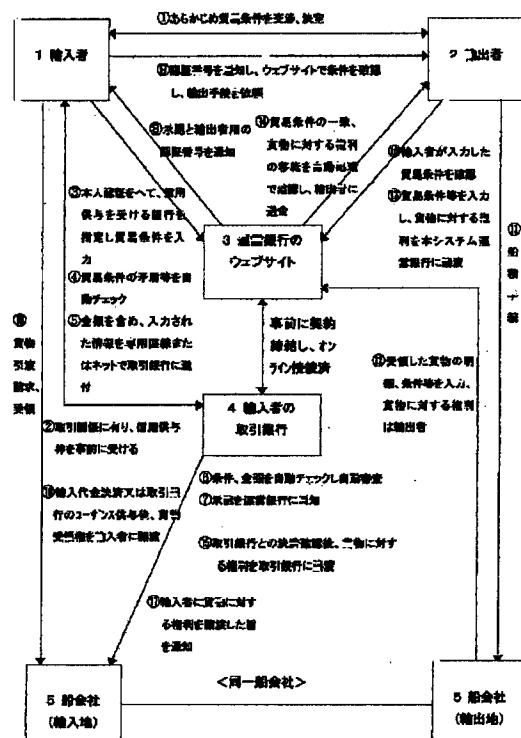 ①あらかじめ貿易条件を交渉、決定
1 輸入者
2 輸出者
⑨認証番号を通知し、ウェブサイトで条件を確認
し、輸出手続を依頼
⑧承認と輸出者用の
認証番号を通知
⑭貿易条件の一致、
貨物に対する権利
の移転を自動処理
で確認し、輸出者に
送金
⑩輸入者が入力した
貿易条件を確認
⑬貿易条件等を入力
し、貨物に対する権
利を本システム運
営銀行に譲渡
③本人認証をへて、信用
供与を受ける銀行を
指定し貿易条件を入
力
④貿易条件の矛盾等を自
動チェック
⑤金額を含め、入力され
た情報を専用回線また
はネットで取引銀行に送
付
3 運営銀行の
ウェブサイト
⑪
船
積
手
続
⑱
貨物
引渡
請求、
受領
事前に契約
締結し、オン
ライン接続済
⑫受領した貨物の明
細、条件等を入力、
貨物に対する権利
は輸出者
4 輸入者の
取引銀行
②取引関係に有り、信用供与
枠を事前に受ける
⑥条件、金額を自動チェックし自動審査
⑦承認を運営銀行に通知
⑯輸入代金決済又は取引銀
行のユーザンス供与後、貨物
受領権を輸入者に譲渡
⑮取引銀行との決済確認後、貨物に対
する権利を取引銀行に譲渡
⑰輸入者に貨物に対す
る権利を譲渡した旨
を通知
5 船会社
(輸入地)
＜同一船会社＞
5 船会社
(輸出地)